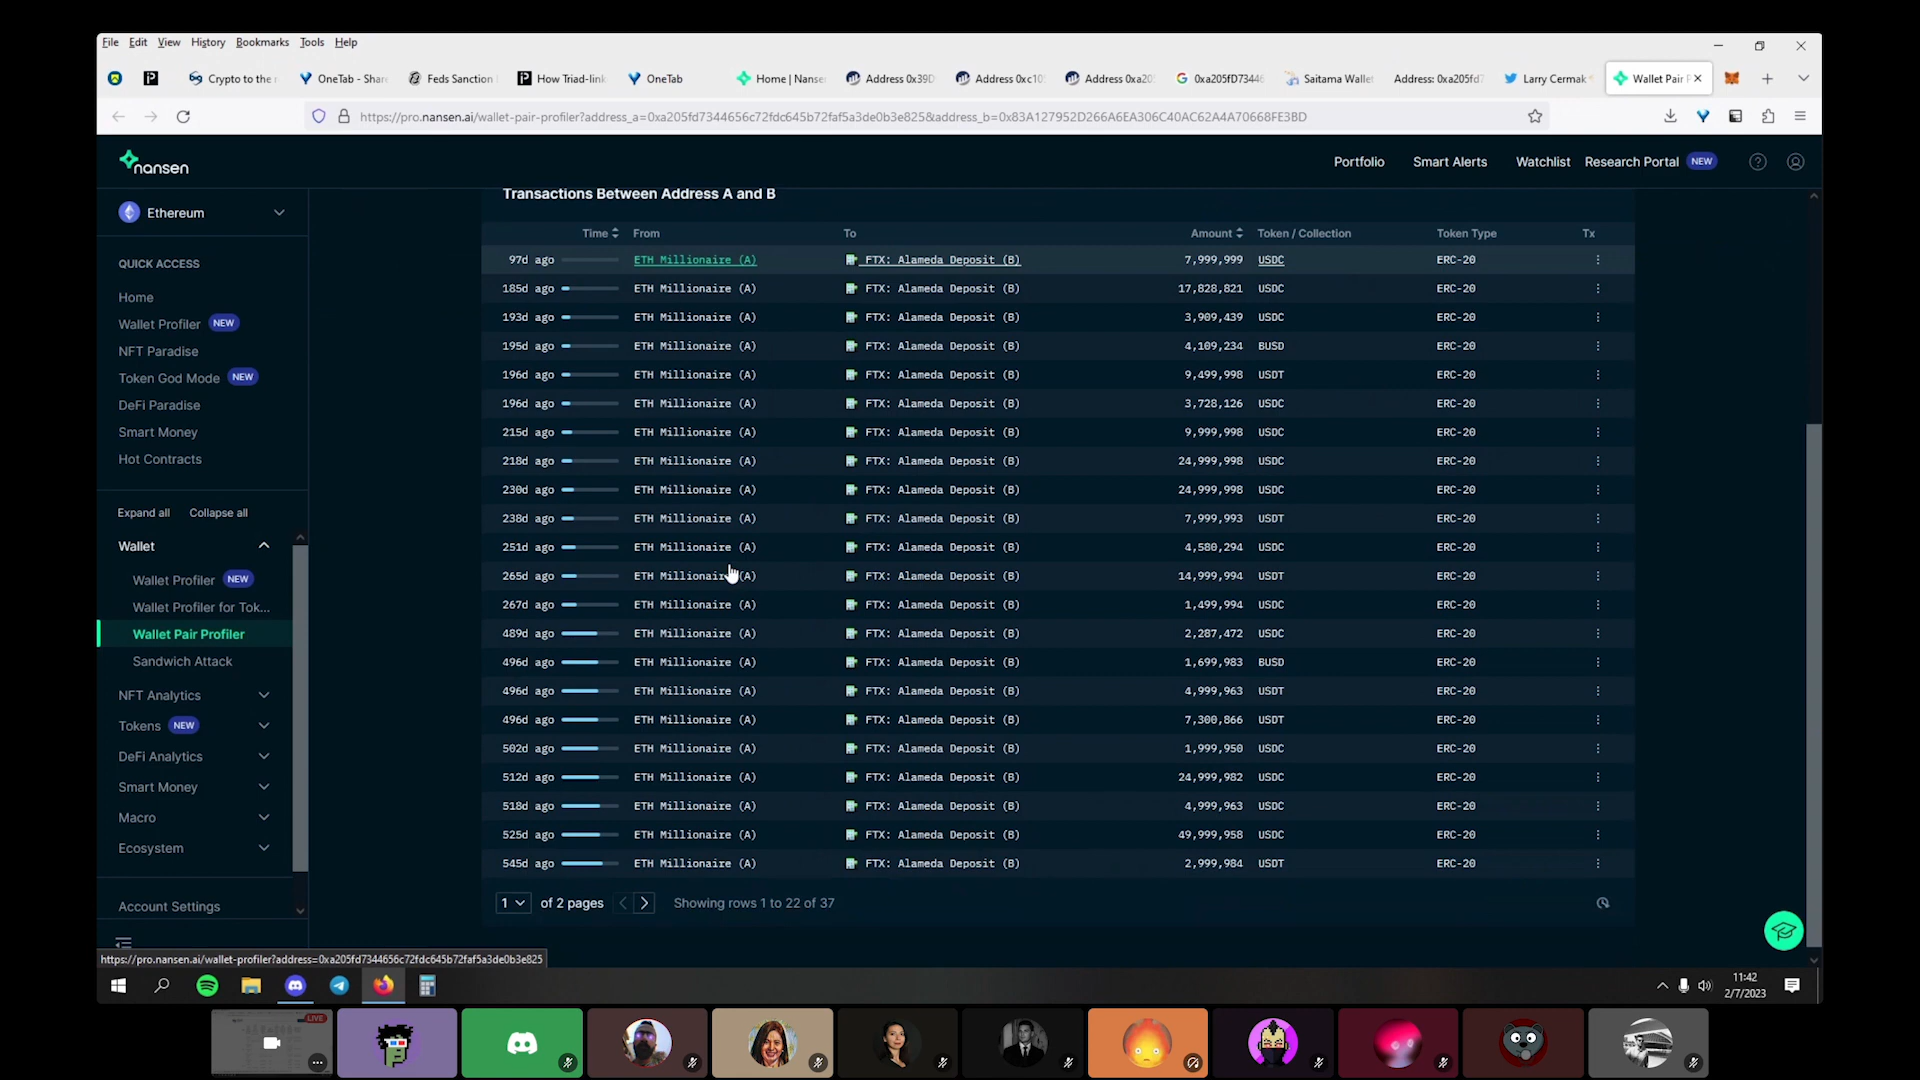 File Edit View History Bookmarks Tools Help
Crypto to the n
OneTab - Share
Feds Sanction
How Triad-link
OneTab
Home | Nanse
Address 0x39D
Address 0xc10
Address 0xa20
0xa205fD7344
Saitama Wallet
Address: 0xa205fd7
Larry Cermak
Wallet Pair P
https://pro.nansen.ai/wallet-pair-profiler?address_a=0xa205fd7344656c72fdc645b72faf5a3de0b3e825&address_b=0x83A127952D266A6EA306C40AC62A4A70668FE3BD
nansen
Portfolio
Smart Alerts
Watchlist
Research Portal NEW
Ethereum
QUICK ACCESS
Home
Wallet Profiler NEW
NFT Paradise
Token God Mode NEW
DeFi Paradise
Smart Money
Hot Contracts
Expand all
Collapse all
Wallet
Wallet Profiler NEW
Wallet Profiler for Tok...
Wallet Pair Profiler
Sandwich Attack
NFT Analytics
Tokens NEW
DeFi Analytics
Smart Money
Macro
Ecosystem
Account Settings
Transactions Between Address A and B
Time From To Amount Token / Collection Token Type Tx
97d ago ETH Millionaire (A) FTX: Alameda Deposit (B) 7,999,999 USDC ERC-20
185d ago ETH Millionaire (A) FTX: Alameda Deposit (B) 17,828,821 USDC ERC-20
193d ago ETH Millionaire (A) FTX: Alameda Deposit (B) 3,909,439 USDC ERC-20
195d ago ETH Millionaire (A) FTX: Alameda Deposit (B) 4,109,234 BUSD ERC-20
196d ago ETH Millionaire (A) FTX: Alameda Deposit (B) 9,499,998 USDT ERC-20
196d ago ETH Millionaire (A) FTX: Alameda Deposit (B) 3,728,126 USDC ERC-20
215d ago ETH Millionaire (A) FTX: Alameda Deposit (B) 9,999,998 USDC ERC-20
218d ago ETH Millionaire (A) FTX: Alameda Deposit (B) 24,999,998 USDC ERC-20
230d ago ETH Millionaire (A) FTX: Alameda Deposit (B) 24,999,998 USDC ERC-20
238d ago ETH Millionaire (A) FTX: Alameda Deposit (B) 7,999,993 USDT ERC-20
251d ago ETH Millionaire (A) FTX: Alameda Deposit (B) 4,580,294 USDC ERC-20
265d ago ETH Millionaire (A) FTX: Alameda Deposit (B) 14,999,994 USDT ERC-20
267d ago ETH Millionaire (A) FTX: Alameda Deposit (B) 1,499,994 USDC ERC-20
489d ago ETH Millionaire (A) FTX: Alameda Deposit (B) 2,287,472 USDC ERC-20
496d ago ETH Millionaire (A) FTX: Alameda Deposit (B) 1,699,983 BUSD ERC-20
496d ago ETH Millionaire (A) FTX: Alameda Deposit (B) 4,999,963 USDT ERC-20
496d ago ETH Millionaire (A) FTX: Alameda Deposit (B) 7,300,866 USDT ERC-20
502d ago ETH Millionaire (A) FTX: Alameda Deposit (B) 1,999,950 USDC ERC-20
512d ago ETH Millionaire (A) FTX: Alameda Deposit (B) 24,999,982 USDC ERC-20
518d ago ETH Millionaire (A) FTX: Alameda Deposit (B) 4,999,963 USDC ERC-20
525d ago ETH Millionaire (A) FTX: Alameda Deposit (B) 49,999,958 USDC ERC-20
545d ago ETH Millionaire (A) FTX: Alameda Deposit (B) 2,999,984 USDT ERC-20
1 of 2 pages Showing rows 1 to 22 of 37
https://pro.nansen.ai/wallet-profiler?address=0xa205fd7344656c72fdc645b72faf5a3de0b3e825
11:42
2/7/2023
LIVE